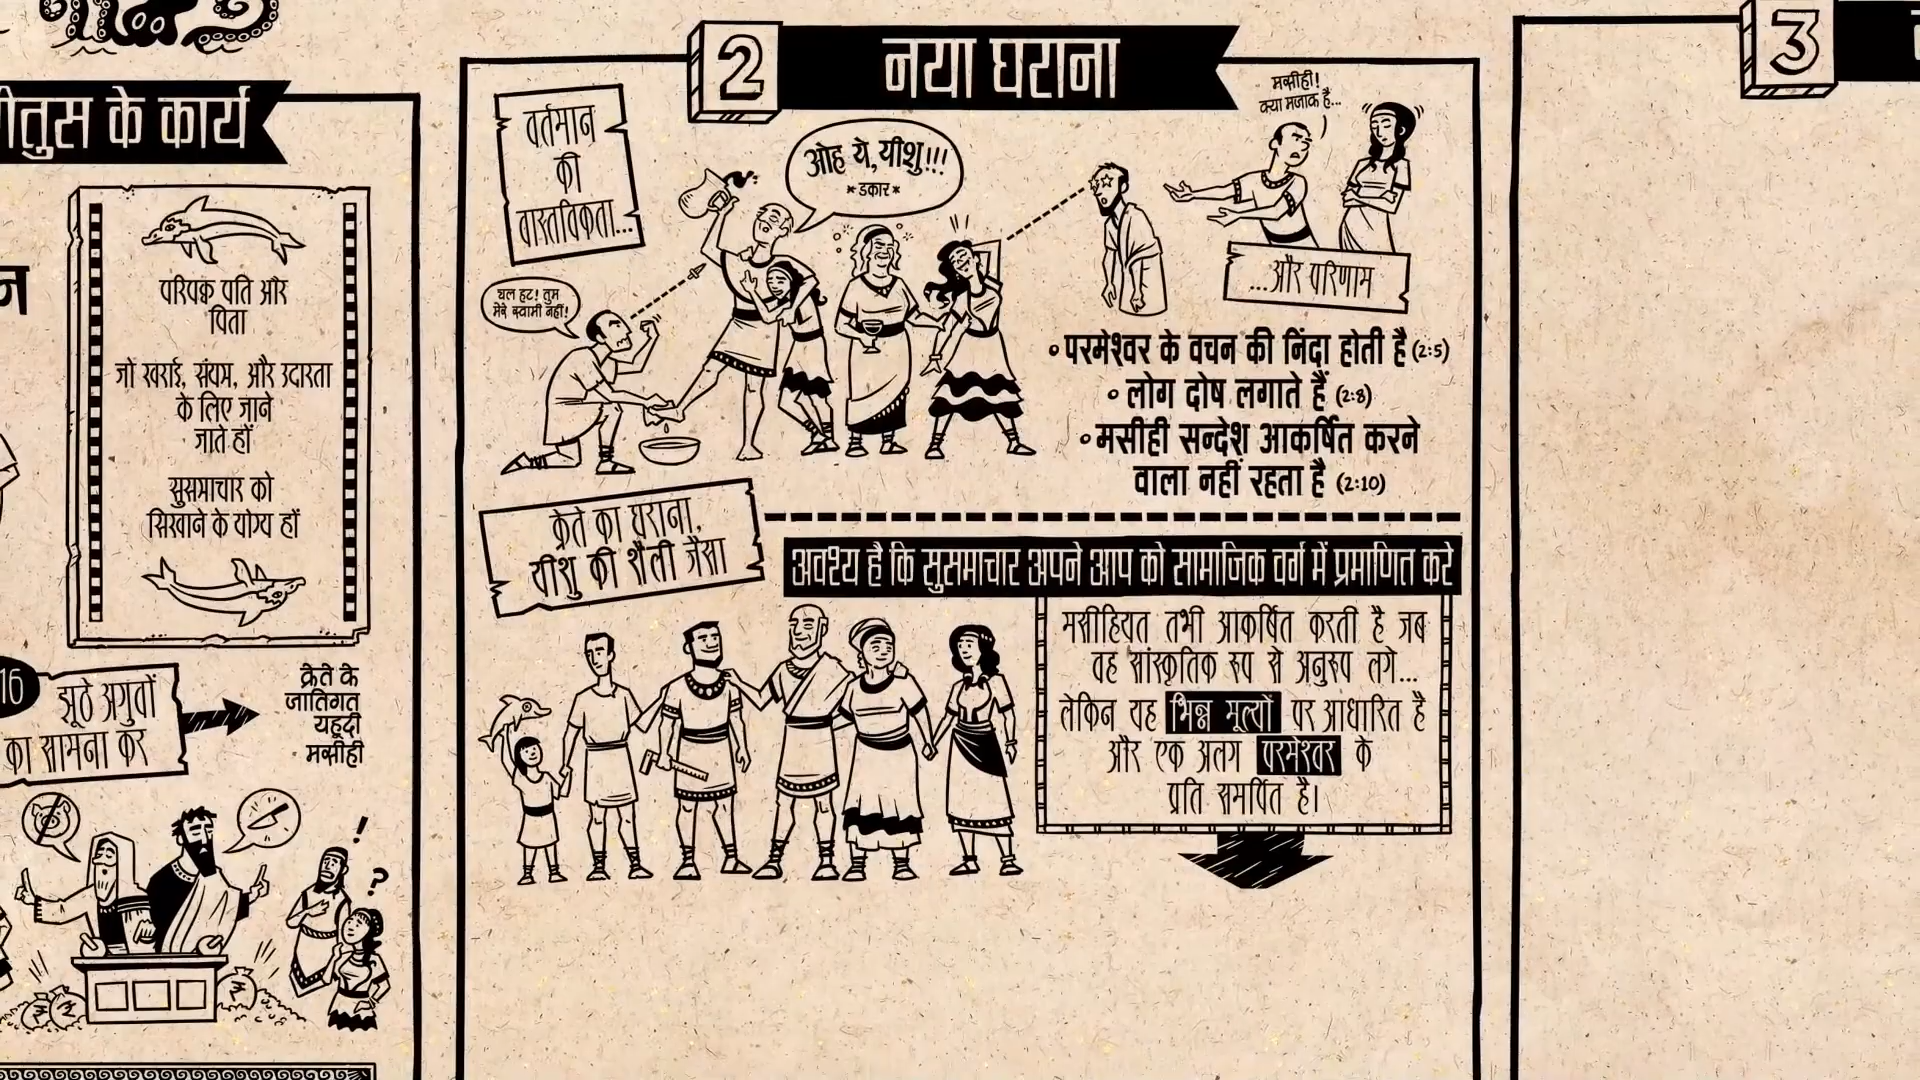 के कार्य
परिपक्व पति और
पिता
जो खराई, संयम, और उदारता
के लिए जाने
जाते हों
सुसमाचार को
सिखाने के योग्य हों
16
झूठे अगुवों
का सामना कर
क्रेते के
जातिगत
यहूदी
मसीही
2
नया घराना
वर्तमान
की
वास्तविकता...
ओह ये, यीशु!!!
*डकार*
चल हट! तुम
मेरे स्वामी नहीं!
मसीही!
क्या मजाक है...
...और परिणाम
◦ परमेश्वर के वचन की निंदा होती है (2:5)
◦ लोग दोष लगाते हैं (2:8)
◦ मसीही सन्देश आकर्षित करने
वाला नहीं रहता है (2:10)
क्रेते का घराना,
यीशु की शैली जैसा
अवश्य है कि सुसमाचार अपने आप को सामाजिक वर्ग में प्रमाणित करे
मसीहियत तभी आकर्षित करती है जब
वह सांस्कृतिक रूप से अनुरूप लगे...
लेकिन यह भिन्न मूल्यों पर आधारित है
और एक अलग परमेश्वर के
प्रति समर्पित है।
3